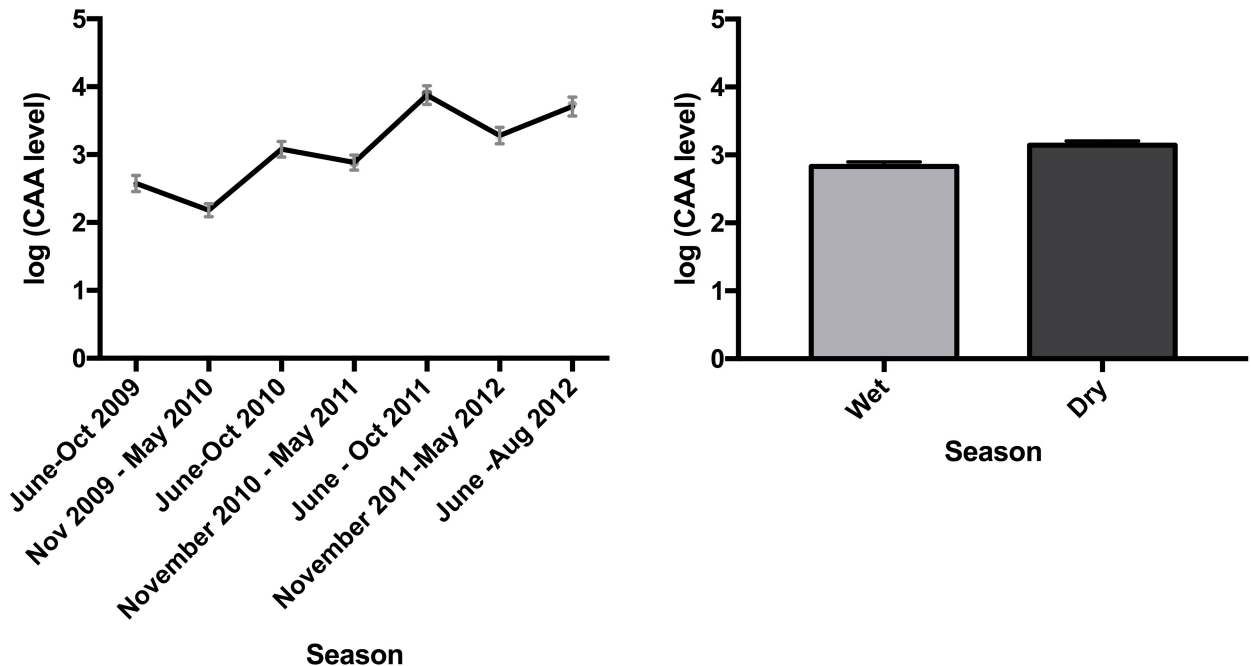 log (CAA level)
5
4
3
2
1
0
June-Oct 2009
Nov 2009 - May 2010
June-Oct 2010
November 2010 - May 2011
June - Oct 2011
November 2011-May 2012
June -Aug 2012
Season
log (CAA level)
5
4
3
2
1
0
Wet
Dry
Season